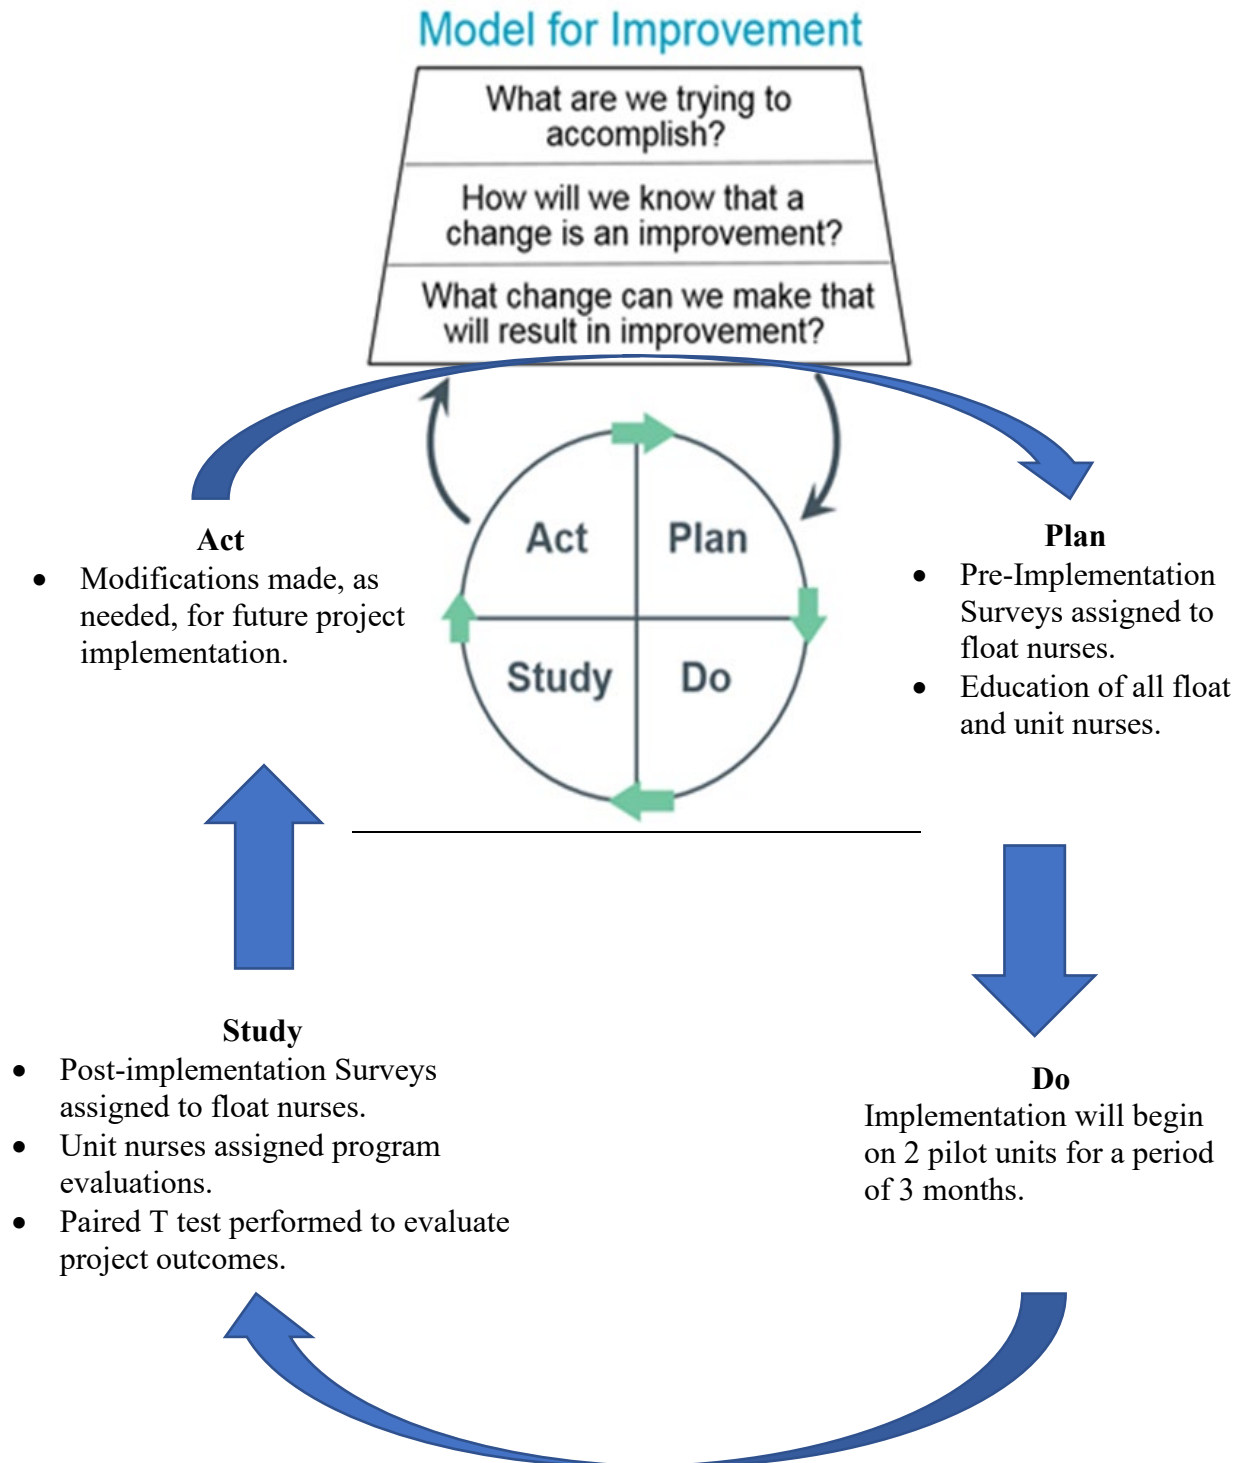 Model for Improvement
What are we trying to
accomplish?
How will we know that a
change is an improvement?
What change can we make that
will result in improvement?
Act
Plan
Study
Do
Act
• Modifications made, as
needed, for future project
implementation.
Plan
• Pre-Implementation
Surveys assigned to
float nurses.
• Education of all float
and unit nurses.
Study
• Post-implementation Surveys
assigned to float nurses.
• Unit nurses assigned program
evaluations.
• Paired T test performed to evaluate
project outcomes.
Do
Implementation will begin
on 2 pilot units for a period
of 3 months.